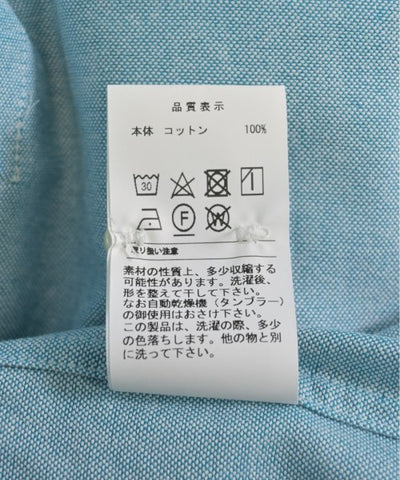 品質表示
本体 コットン 100%
30
F W
取り扱い注意
素材の性質上、多少収縮する
可能性があります。洗濯後、
形を整えて干して下さい。
なお自動乾燥機(タンブラー)
の御使用はおさけ下さい。
この製品は、洗濯の際、多少
の色落ちします。他の物と別
に洗って下さい。